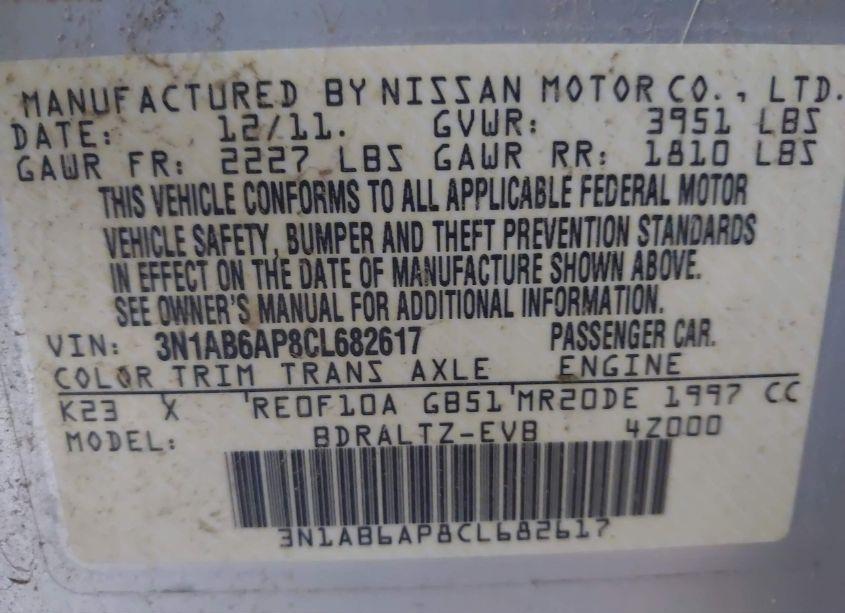 MANUFACTURED BY NISSAN MOTOR CO., LTD.
DATE: 12/11. GVWR: 3951 LBS
GAWR FR: 2227 LBS GAWR RR: 1810 LBS
THIS VEHICLE CONFORMS TO ALL APPLICABLE FEDERAL MOTOR
VEHICLE SAFETY, BUMPER AND THEFT PREVENTION STANDARDS
IN EFFECT ON THE DATE OF MANUFACTURE SHOWN ABOVE.
SEE OWNER'S MANUAL FOR ADDITIONAL INFORMATION.
VIN: 3N1AB6AP8CL682617 PASSENGER CAR.
COLOR TRIM TRANS AXLE ENGINE
K23 X RE0F10A GB51 MR20DE 1997 CC
MODEL: BDRALTZ-EVB 4Z000
3N1AB6AP8CL682617